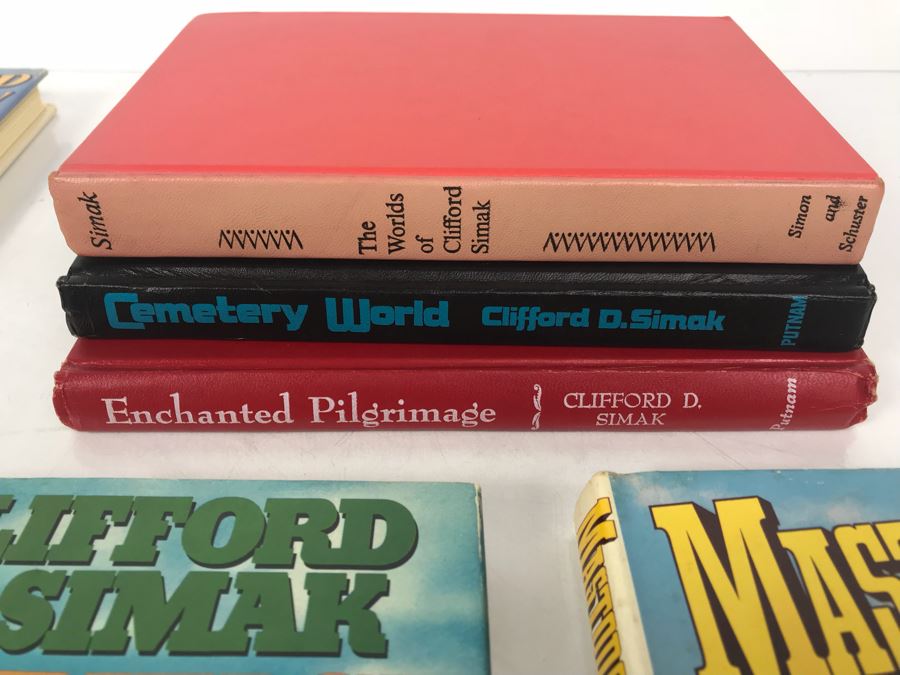 Simak
The
Worlds
of
Clifford
Simak
Simon
and
Schuster
Cemetery World Clifford D. Simak PUTNAM
Enchanted Pilgrimage CLIFFORD D.
SIMAK
Putnam
LIFFORD
SIMAK